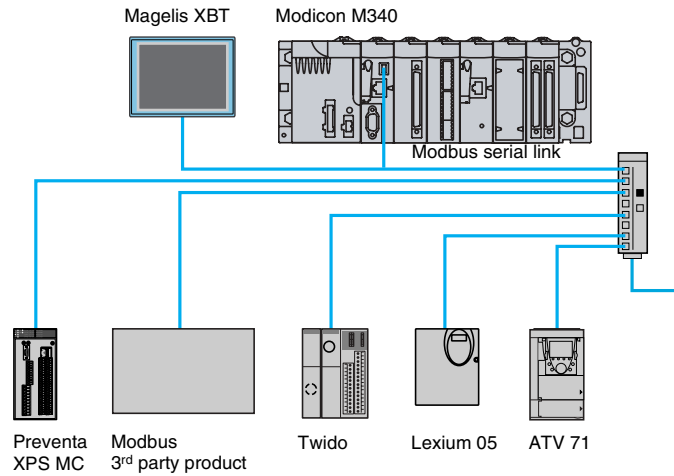 Magelis XBT
Modicon M340
Modbus serial link
Preventa
XPS MC
Modbus
3rd party product
Twido
Lexium 05
ATV 71